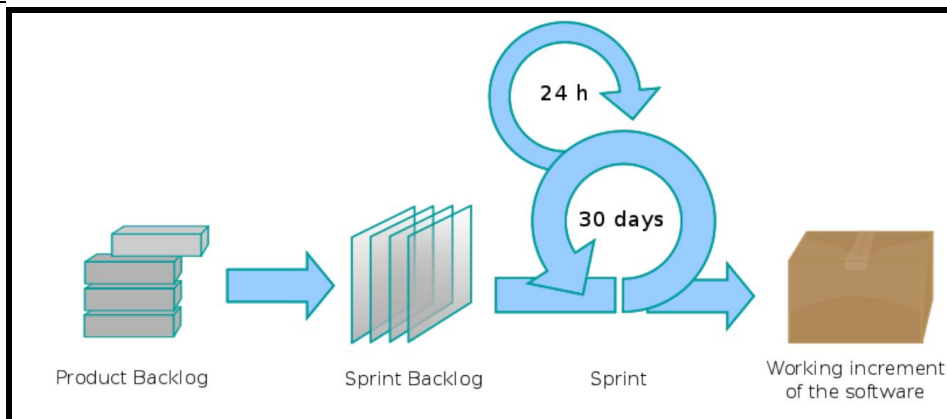 24 h
30 days
Product Backlog
Sprint Backlog
Sprint
Working increment
of the software